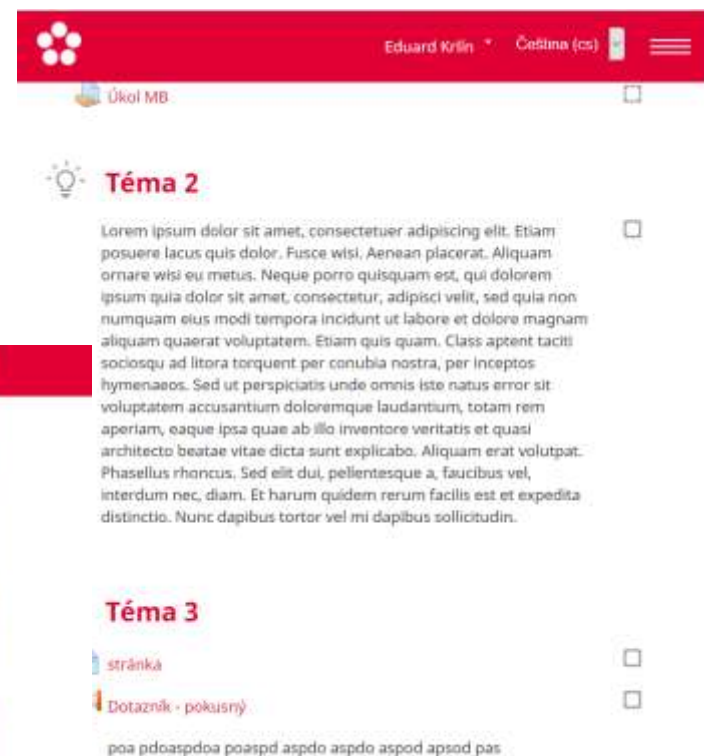 Eduard Kršín Čeština (cs)
Úkol MB
Téma 2
Lorem ipsum dolor sit amet, consectetuer adipiscing elit. Etiam
posuere lacus quis dolor. Fusce wisi. Aenean placerat. Aliquam
ornare wisi eu metus. Neque porro quisquam est, qui dolorem
ipsum quia dolor sit amet, consectetur, adipisci velit, sed quia non
numquam eius modi tempora incidunt ut labore et dolore magnam
aliquam quaerat voluptatem. Etiam quis quam. Class aptent taciti
sociosqu ad litora torquent per conubia nostra, per inceptos
hymenaeos. Sed ut perspiciatis unde omnis iste natus error sit
voluptatem accusantium doloremque laudantium, totam rem
aperiam, eaque ipsa quae ab illo inventore veritatis et quasi
architecto beatae vitae dicta sunt explicabo. Aliquam erat volutpat.
Phasellus rhoncus. Sed elit dui, pellentesque a, faucibus vel,
interdum nec, diam. Et harum quidem rerum facilis est et expedita
distinctio. Nunc dapibus tortor vel mi dapibus sollicitudin.
Téma 3
stránka
Dotazník - pokusný
poa pdoaspdoa poaspd aspdo aspdo aspod apsod pas